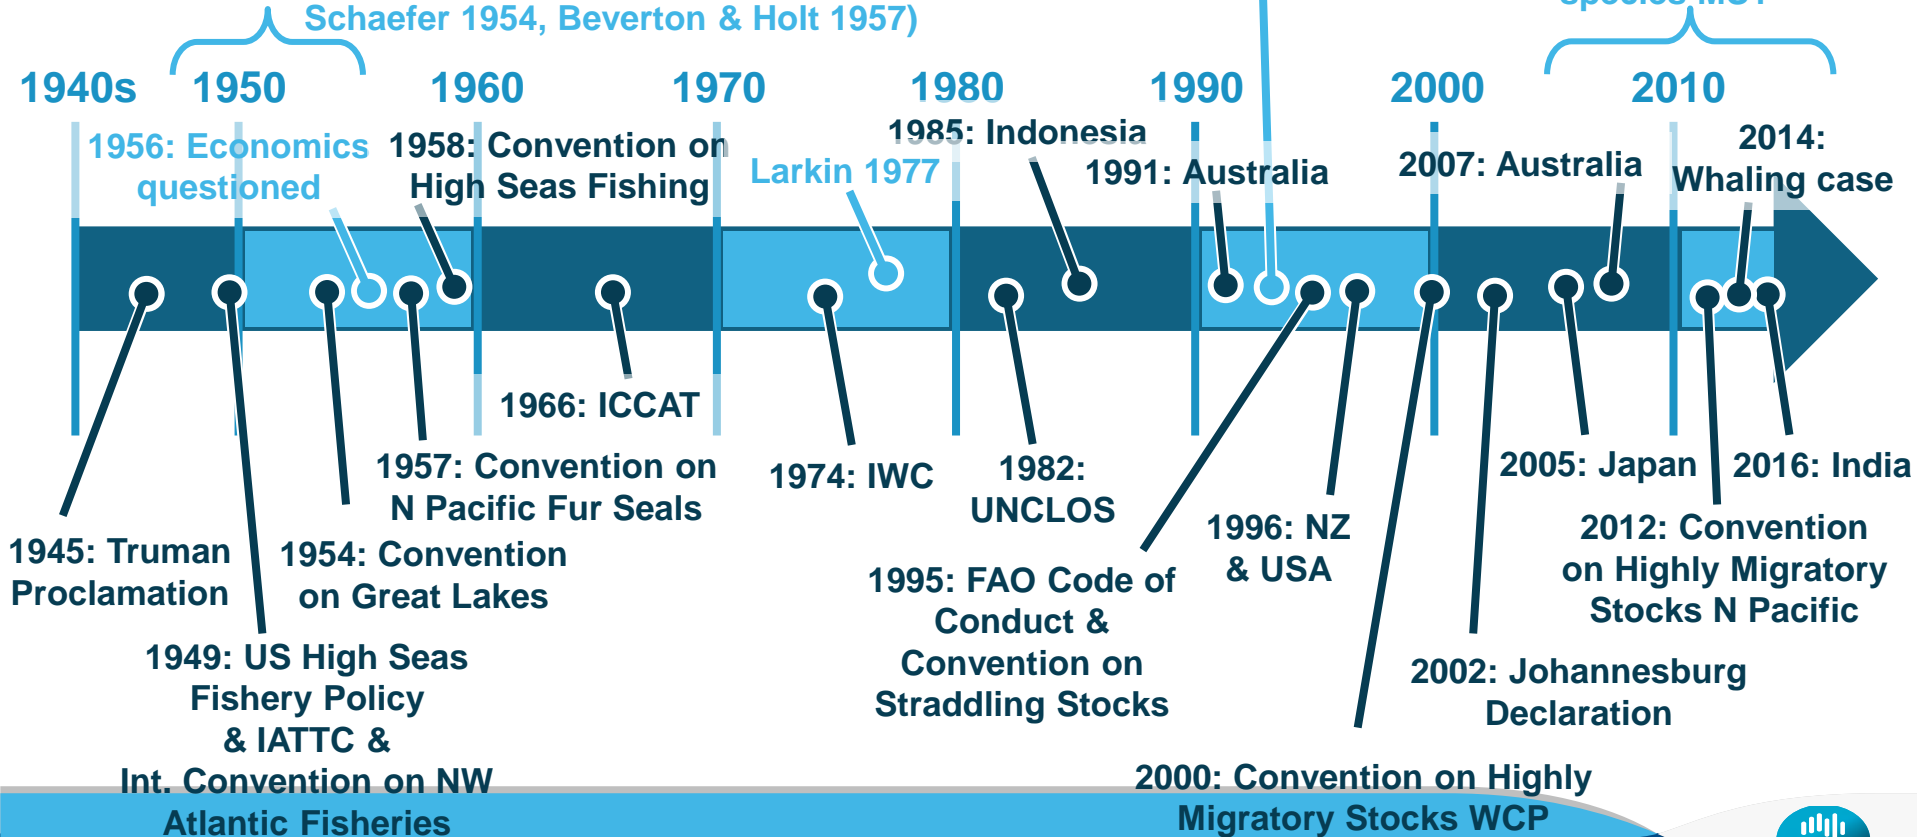 Schaefer 1954, Beverton & Holt 1957)
species
1940s
1950
1960
1970
1980
1990
2000
2010
1956: Economics
questioned
1958: Convention on
High Seas Fishing
Larkin 1977
1985: Indonesia
1991: Australia
2007: Australia
2014:
Whaling case
1966: ICCAT
1957: Convention on
N Pacific Fur Seals
1974: IWC
1982:
UNCLOS
2005: Japan
2016: India
1945: Truman
Proclamation
1954: Convention
on Great Lakes
1996: NZ
& USA
2012: Convention
on Highly Migratory
Stocks N Pacific
1995: FAO Code of
Conduct &
Convention on
Straddling Stocks
1949: US High Seas
Fishery Policy
& IATTC &
Int. Convention on NW
Atlantic Fisheries
2002: Johannesburg
Declaration
2000: Convention on Highly
Migratory Stocks WCP